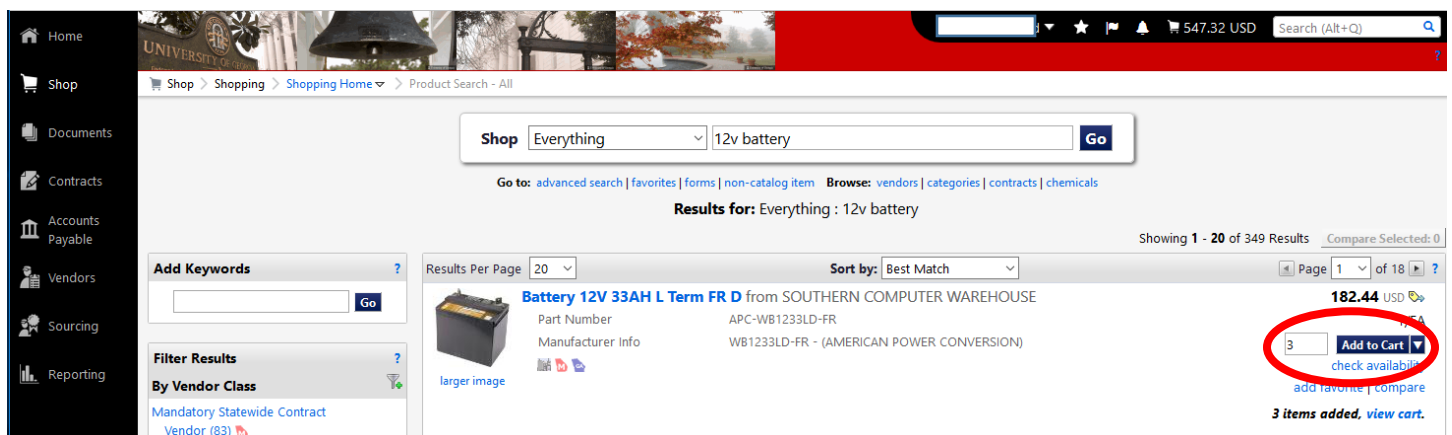 Home
Shop
Documents
Contracts
Accounts
Payable
Vendors
Sourcing
Reporting
UNIVERSITY OF
547.32 USD
Search (Alt+Q)
?
Shop > Shopping > Shopping Home > Product Search - All
Shop Everything 12v battery Go
Go to: advanced search | favorites | forms | non-catalog item Browse: vendors | categories | contracts | chemicals
Results for: Everything : 12v battery
Showing 1 - 20 of 349 Results Compare Selected: 0
Add Keywords ?
Go
Filter Results ?
By Vendor Class
Mandatory Statewide Contract
Vendor (83)
Results Per Page 20 Sort by: Best Match Page 1 of 18 ?
Battery 12V 33AH L Term FR D from SOUTHERN COMPUTER WAREHOUSE 182.44 USD
Part Number APC-WB1233LD-FR
Manufacturer Info WB1233LD-FR - (AMERICAN POWER CONVERSION)
larger image
3 Add to Cart
check availability
add favorite | compare
3 items added, view cart.